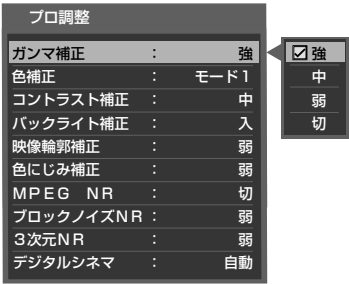 プロ調整
ガンマ補正 : 強
色補正 : モード1
コントラスト補正 : 中
バックライト補正 : 入
映像輪郭補正 : 弱
色にじみ補正 : 弱
MPEG NR : 切
ブロックノイズNR : 弱
3次元NR : 弱
デジタルシネマ : 自動
強
中
弱
切